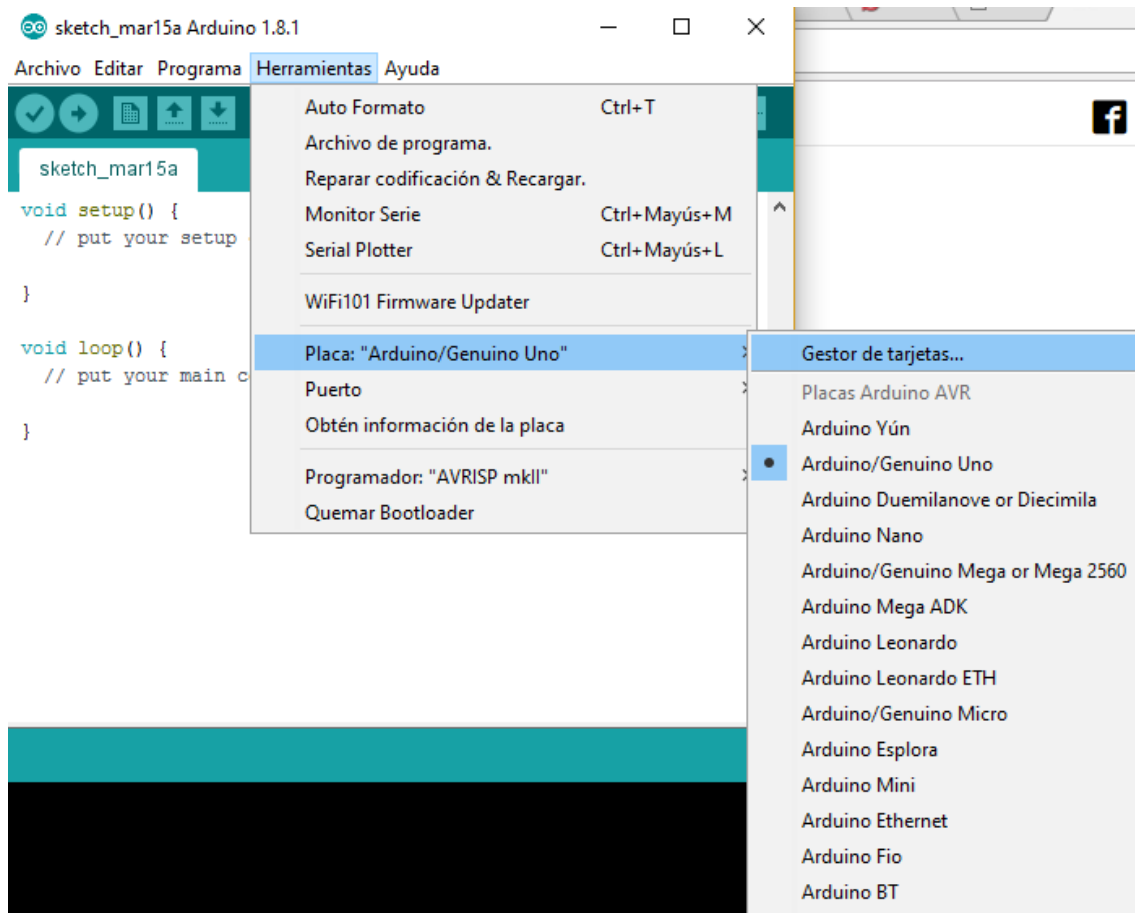 sketch_mar15a Arduino 1.8.1
Archivo Editar Programa Herramientas Ayuda
sketch_mar15a
void setup() {
// put your setup
}
void loop() {
// put your main c
}
Auto Formato Ctrl+T
Archivo de programa.
Reparar codificación & Recargar.
Monitor Serie Ctrl+Mayús+M
Serial Plotter Ctrl+Mayús+L
WiFi101 Firmware Updater
Placa: "Arduino/Genuino Uno"
Puerto
Obtén información de la placa
Programador: "AVRISP mkII"
Quemar Bootloader
Gestor de tarjetas...
Placas Arduino AVR
Arduino Yún
Arduino/Genuino Uno
Arduino Duemilanove or Diecimila
Arduino Nano
Arduino/Genuino Mega or Mega 2560
Arduino Mega ADK
Arduino Leonardo
Arduino Leonardo ETH
Arduino/Genuino Micro
Arduino Esplora
Arduino Mini
Arduino Ethernet
Arduino Fio
Arduino BT